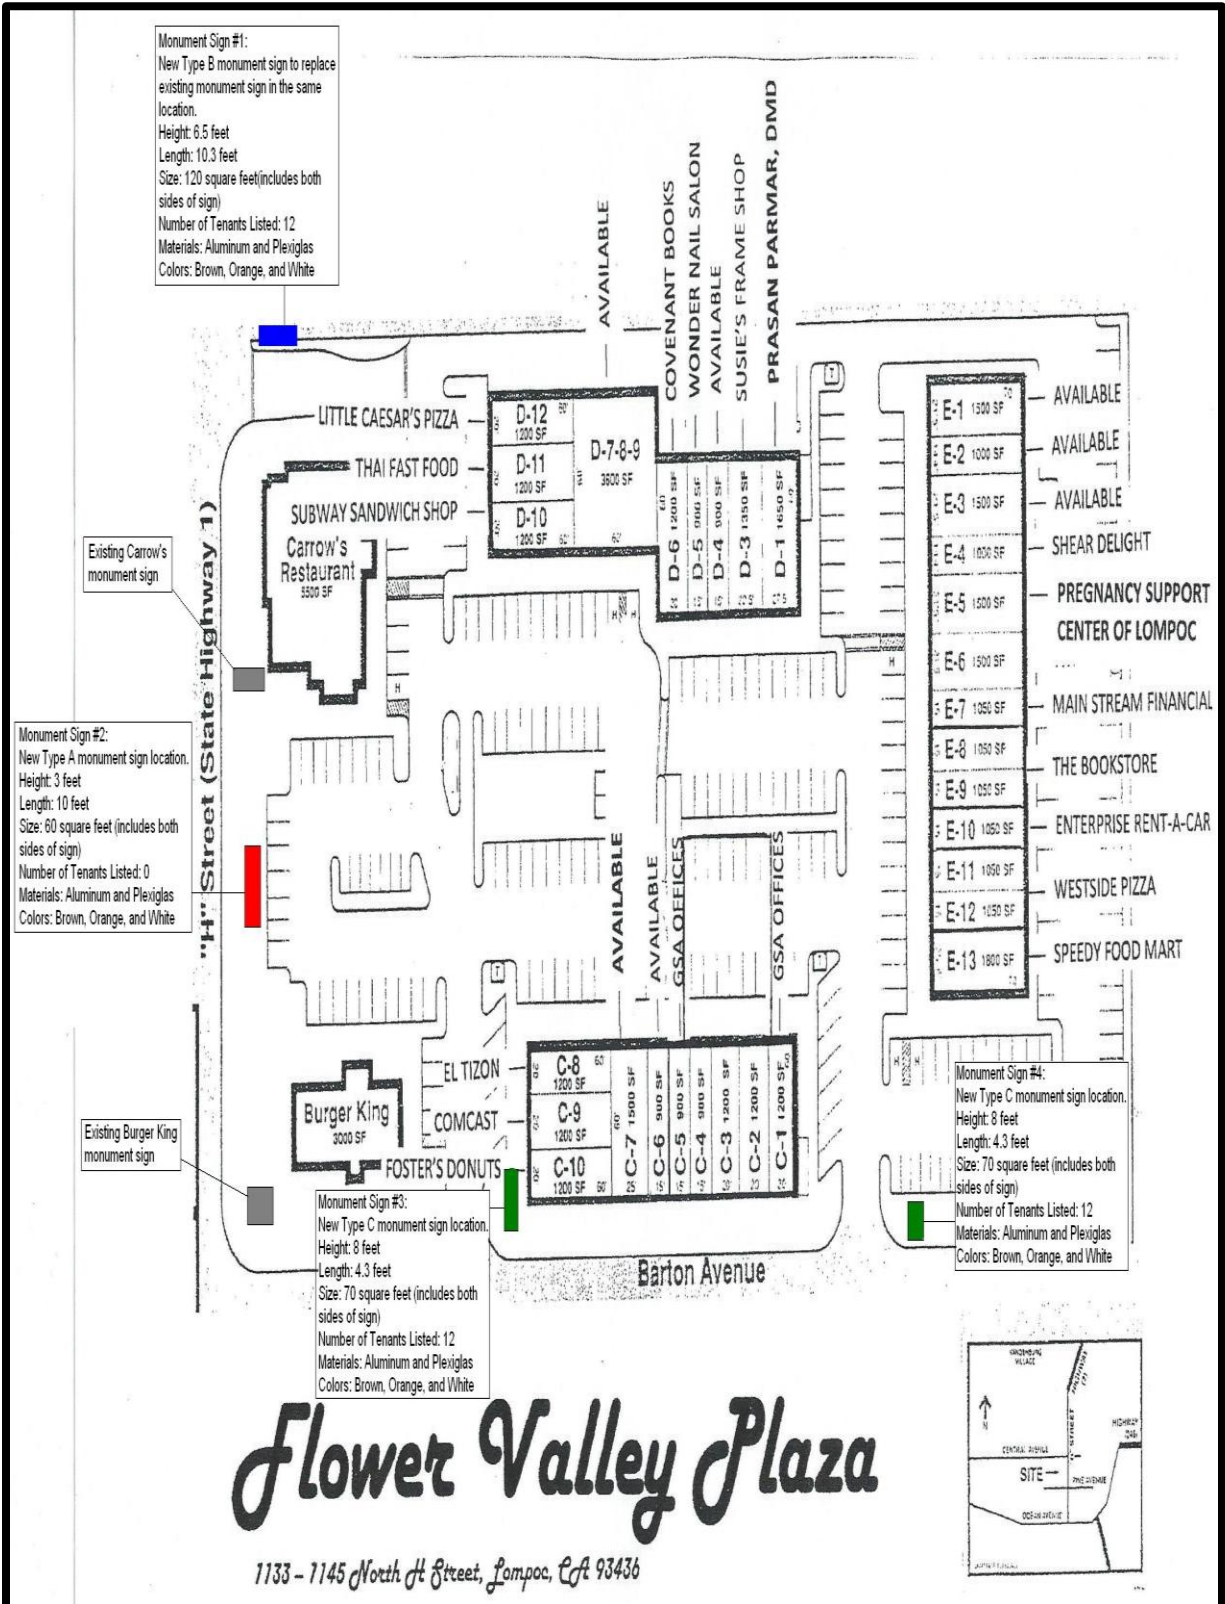 Monument Sign #1:
New Type B monument sign to replace
existing monument sign in the same
location.
Height: 6.5 feet
Length: 10.3 feet
Size: 120 square feet(includes both
sides of sign)
Number of Tenants Listed: 12
Materials: Aluminum and Plexiglas
Colors: Brown, Orange, and White
AVAILABLE
COVENANT BOOKS
WONDER NAIL SALON
AVAILABLE
SUSIE'S FRAME SHOP
PRASAN PARMAR, DMD
LITTLE CAESAR'S PIZZA
THAI FAST FOOD
SUBWAY SANDWICH SHOP
D-12
1200 SF
D-11
1200 SF
D-10
1200 SF
D-7-8-9
3600 SF
D-6 1200 SF
D-5 900 SF
D-4 900 SF
D-3 1350 SF
D-1 1650 SF
Carrow's
Restaurant
5500 SF
Existing Carrow's
monument sign
"H" Street (State Highway 1)
E-1 1500 SF
E-2 1000 SF
E-3 1500 SF
E-4 1000 SF
E-5 1500 SF
E-6 1500 SF
E-7 1050 SF
E-8 1050 SF
E-9 1050 SF
E-10 1050 SF
E-11 1050 SF
E-12 1050 SF
E-13 1800 SF
AVAILABLE
AVAILABLE
AVAILABLE
SHEAR DELIGHT
PREGNANCY SUPPORT
CENTER OF LOMPOC
MAIN STREAM FINANCIAL
THE BOOKSTORE
ENTERPRISE RENT-A-CAR
WESTSIDE PIZZA
SPEEDY FOOD MART
Monument Sign #2:
New Type A monument sign location.
Height: 3 feet
Length: 10 feet
Size: 60 square feet (includes both
sides of sign)
Number of Tenants Listed: 0
Materials: Aluminum and Plexiglas
Colors: Brown, Orange, and White
AVAILABLE
AVAILABLE
GSA OFFICES
GSA OFFICES
EL TIZON
COMCAST
FOSTER'S DONUTS
C-8
1200 SF
C-9
1200 SF
C-10
1200 SF
C-7 1500 SF
C-6 900 SF
C-5 900 SF
C-4 900 SF
C-3 1200 SF
C-2 1200 SF
C-1 1200 SF
Burger King
3000 SF
Existing Burger King
monument sign
Monument Sign #3:
New Type C monument sign location.
Height: 8 feet
Length: 4.3 feet
Size: 70 square feet (includes both
sides of sign)
Number of Tenants Listed: 12
Materials: Aluminum and Plexiglas
Colors: Brown, Orange, and White
Monument Sign #4:
New Type C monument sign location.
Height: 8 feet
Length: 4.3 feet
Size: 70 square feet (includes both
sides of sign)
Number of Tenants Listed: 12
Materials: Aluminum and Plexiglas
Colors: Brown, Orange, and White
Barton Avenue
VILLAGE
N
CENTRAL AVENUE
"H" STREET
HIGHWAY
SITE
PINE AVENUE
OCEAN AVENUE
Flower Valley Plaza
1133 – 1145 North H Street, Lompoc, CA 93436